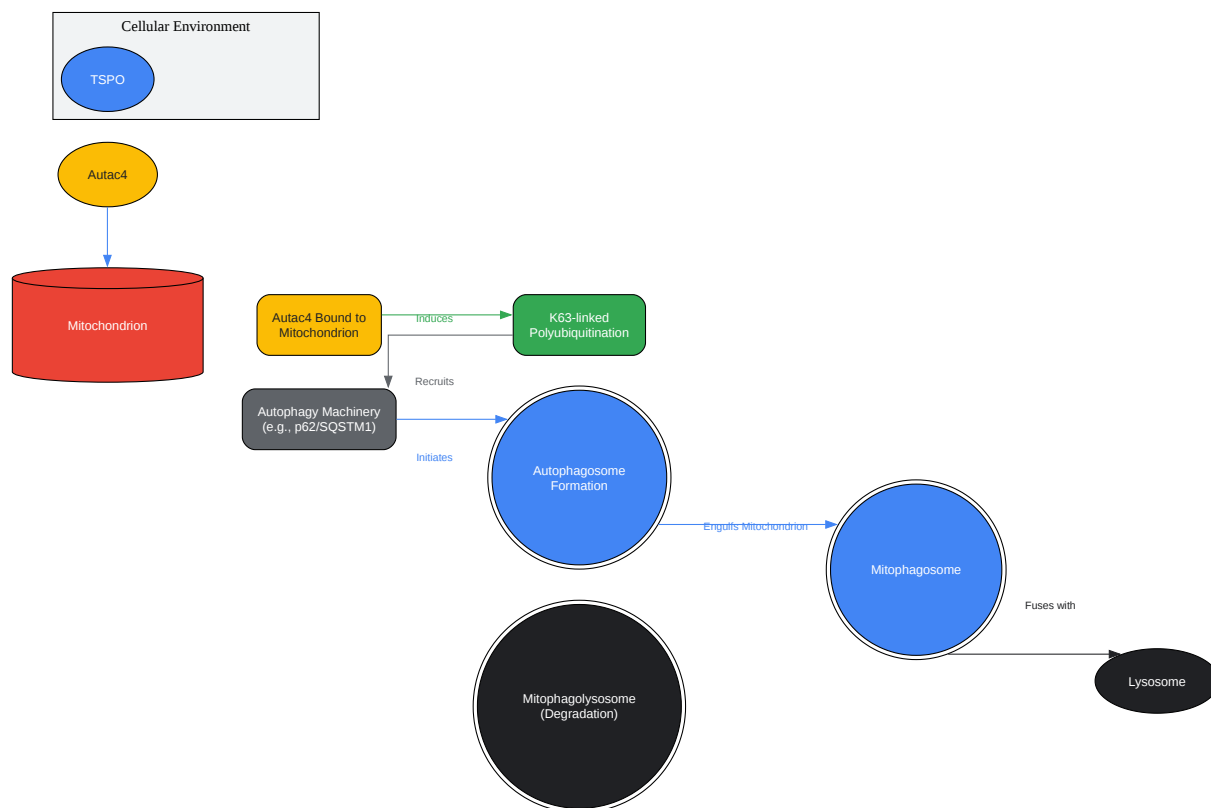 Cellular Environment
TSPO
Autac4
Mitochondrion
Autac4 Bound to
Mitochondrion
Induces
K63-linked
Polyubiquitination
Recruits
Autophagy Machinery
(e.g., p62/SQSTM1)
Initiates
Autophagosome
Formation
Engulfs Mitochondrion
Mitophagosome
Fuses with
Lysosome
Mitophagolysosome
(Degradation)